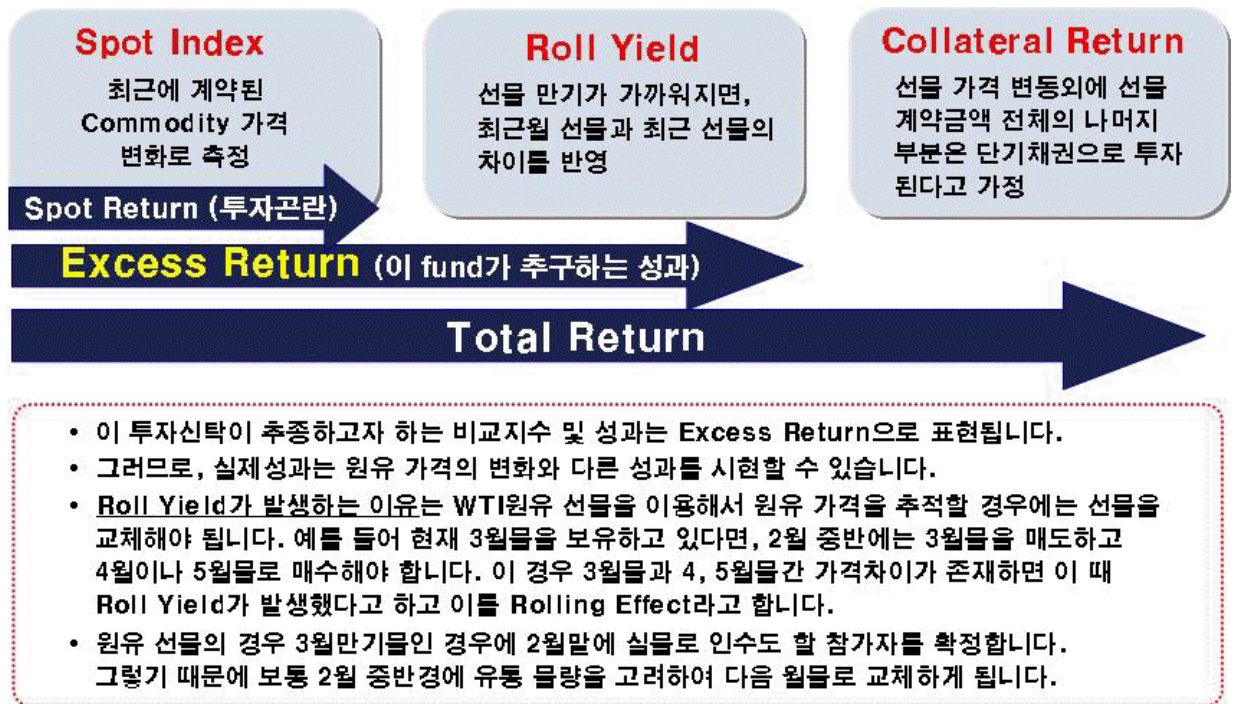 Spot Index
최근에 계약된
Commodity 가격
변화로 측정
Roll Yield
선물 만기가 가까워지면,
최근월 선물과 최근 선물의
차이를 반영
Collateral Return
선물 가격 변동외에 선물
계약금액 전체의 나머지
부분은 단기채권으로 투자
된다고 가정
Spot Return (투자곤란)
Excess Return (이 fund가 추구하는 성과)
Total Return
• 이 투자신탁이 추종하고자 하는 비교지수 및 성과는 Excess Return으로 표현됩니다.
• 그러므로, 실제성과는 원유 가격의 변화와 다른 성과를 시현할 수 있습니다.
• Roll Yield가 발생하는 이유는 WTI원유 선물을 이용해서 원유 가격을 추적할 경우에는 선물을
교체해야 됩니다. 예를 들어 현재 3월물을 보유하고 있다면, 2월 중반에는 3월물을 매도하고
4월이나 5월물로 매수해야 합니다. 이 경우 3월물과 4, 5월물간 가격차이가 존재하면 이 때
Roll Yield가 발생했다고 하고 이를 Rolling Effect라고 합니다.
• 원유 선물의 경우 3월만기물인 경우에 2월말에 실물로 인수도 할 참가자를 확정합니다.
그렇기 때문에 보통 2월 중반경에 유통 물량을 고려하여 다음 월물로 교체하게 됩니다.